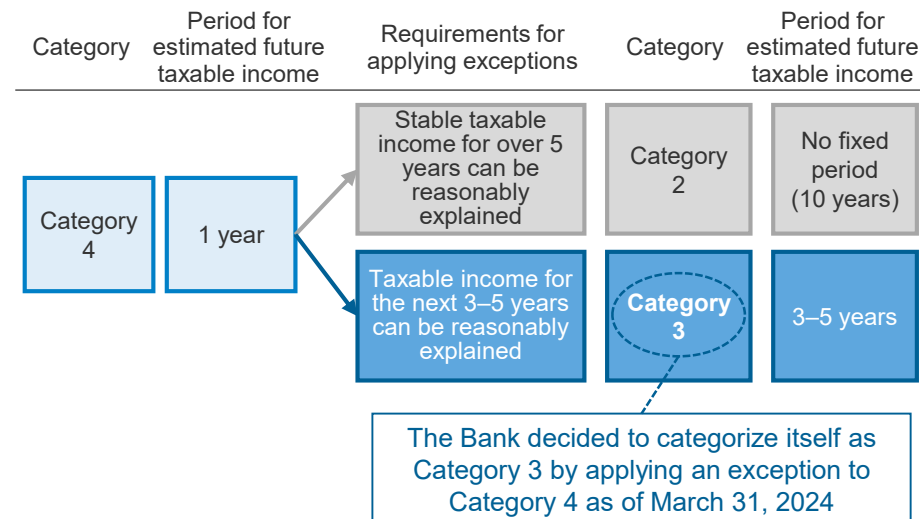 Category
Period for
estimated future
taxable income
Requirements for
applying exceptions
Category
Period for
estimated future
taxable income
Category
4
1 year
Stable taxable
income for over 5
years can be
reasonably
explained
Category
2
No fixed
period
(10 years)
Taxable income for
the next 3–5 years
can be reasonably
explained
Category
3
3–5 years
The Bank decided to categorize itself as
Category 3 by applying an exception to
Category 4 as of March 31, 2024